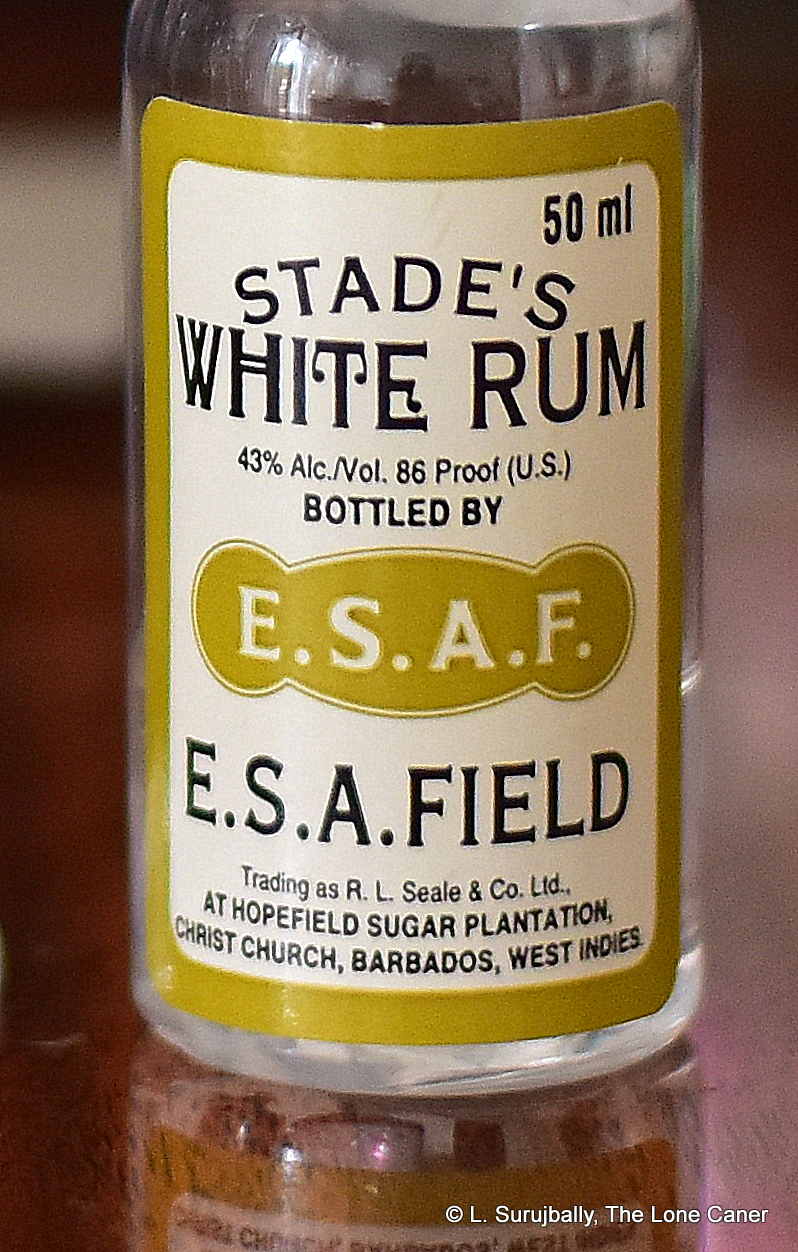 50 ml
STADE'S
WHITE RUM
43% Alc./Vol. 86 Proof (U.S.)
BOTTLED BY
E.S.A.F.
E.S.A.FIELD
Trading as R. L. Seale & Co. Ltd.,
AT HOPEFIELD SUGAR PLANTATION,
CHRIST CHURCH, BARBADOS, WEST INDIES.
© L. Surujbally, The Lone Caner